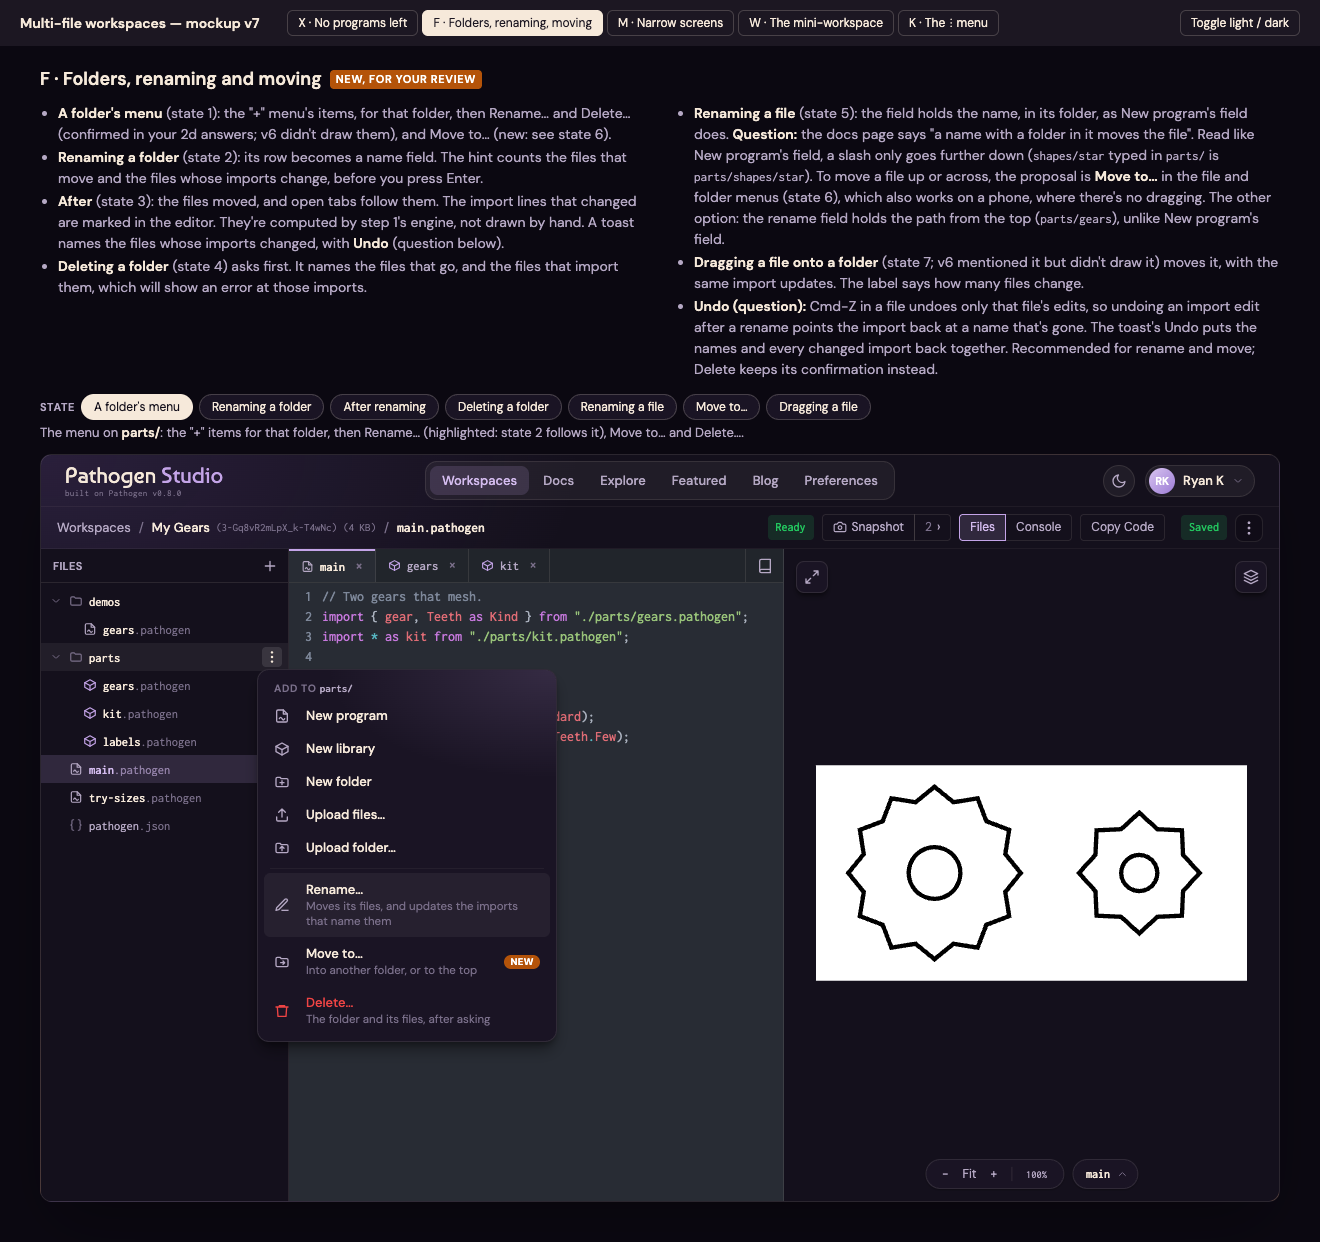 Multi-file workspaces — mockup v7
X · No programs left
F · Folders, renaming, moving
M · Narrow screens
W · The mini-workspace
K · The ⋮ menu
Toggle light / dark
F · Folders, renaming and moving
NEW, FOR YOUR REVIEW
• A folder's menu (state 1): the "+" menu's items, for that folder, then Rename… and Delete…
(confirmed in your 2d answers; v6 didn't draw them), and Move to… (new: see state 6).
• Renaming a folder (state 2): its row becomes a name field. The hint counts the files that
move and the files whose imports change, before you press Enter.
• After (state 3): the files moved, and open tabs follow them. The import lines that changed
are marked in the editor. They're computed by step 1's engine, not drawn by hand. A toast
names the files whose imports changed, with Undo (question below).
• Deleting a folder (state 4) asks first. It names the files that go, and the files that import
them, which will show an error at those imports.
• Renaming a file (state 5): the field holds the name, in its folder, as New program's field
does. Question: the docs page says "a name with a folder in it moves the file". Read like
New program's field, a slash only goes further down (shapes/star typed in parts/ is
parts/shapes/star). To move a file up or across, the proposal is Move to… in the file and
folder menus (state 6), which also works on a phone, where there's no dragging. The other
option: the rename field holds the path from the top (parts/gears), unlike New program's
field.
• Dragging a file onto a folder (state 7; v6 mentioned it but didn't draw it) moves it, with the
same import updates. The label says how many files change.
• Undo (question): Cmd-Z in a file undoes only that file's edits, so undoing an import edit
after a rename points the import back at a name that's gone. The toast's Undo puts the
names and every changed import back together. Recommended for rename and move;
Delete keeps its confirmation instead.
STATE
A folder's menu
Renaming a folder
After renaming
Deleting a folder
Renaming a file
Move to…
Dragging a file
The menu on parts/: the "+" items for that folder, then Rename… (highlighted: state 2 follows it), Move to… and Delete….
Pathogen Studio
built on Pathogen v0.8.0
Workspaces
Docs
Explore
Featured
Blog
Preferences
RK
Ryan K
Workspaces / My Gears (3-Gq8vR2mLpX_k-T4wNc) (4 KB) / main.pathogen
Ready
Snapshot
2 ›
Files
Console
Copy Code
Saved
FILES
+
main ×
gears ×
kit ×
demos
gears.pathogen
parts
gears.pathogen
kit.pathogen
labels.pathogen
main.pathogen
try-sizes.pathogen
{} pathogen.json
1 // Two gears that mesh.
2 import { gear, Teeth as Kind } from "./parts/gears.pathogen";
3 import * as kit from "./parts/kit.pathogen";
4
dard);
Teeth.Few);
ADD TO parts/
New program
New library
New folder
Upload files…
Upload folder…
Rename…
Moves its files, and updates the imports
that name them
Move to…
Into another folder, or to the top
NEW
Delete…
The folder and its files, after asking
− Fit + 100%
main